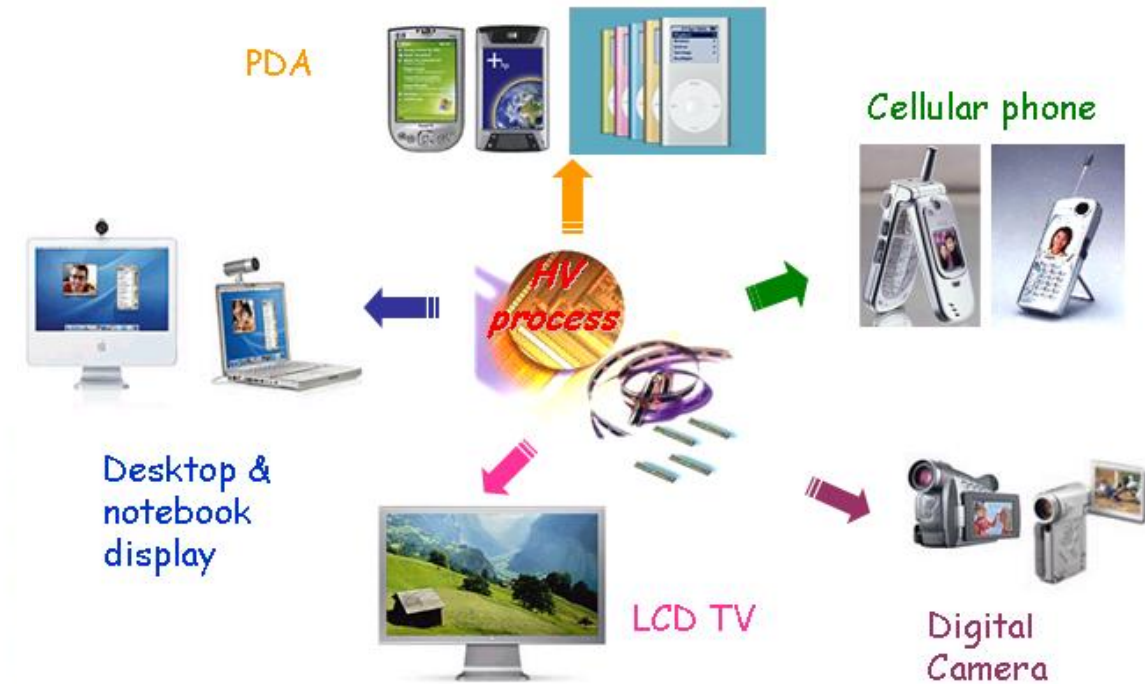 PDA
Cellular phone
HV
process
Desktop &
notebook
display
LCD TV
Digital
Camera